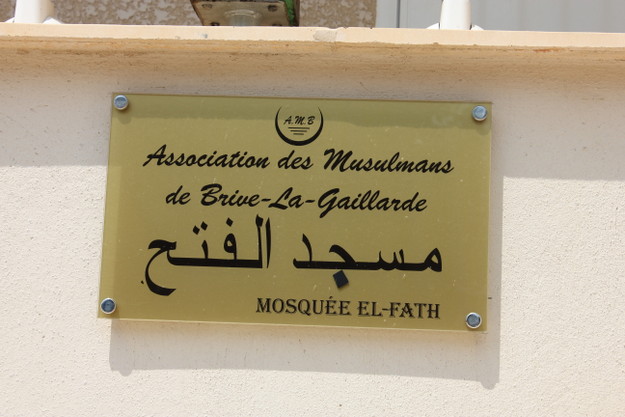 A.M.B
Association des Musulmans
de Brive-La-Gaillarde
مسجد الفتح
MOSQUÉE EL-FATH